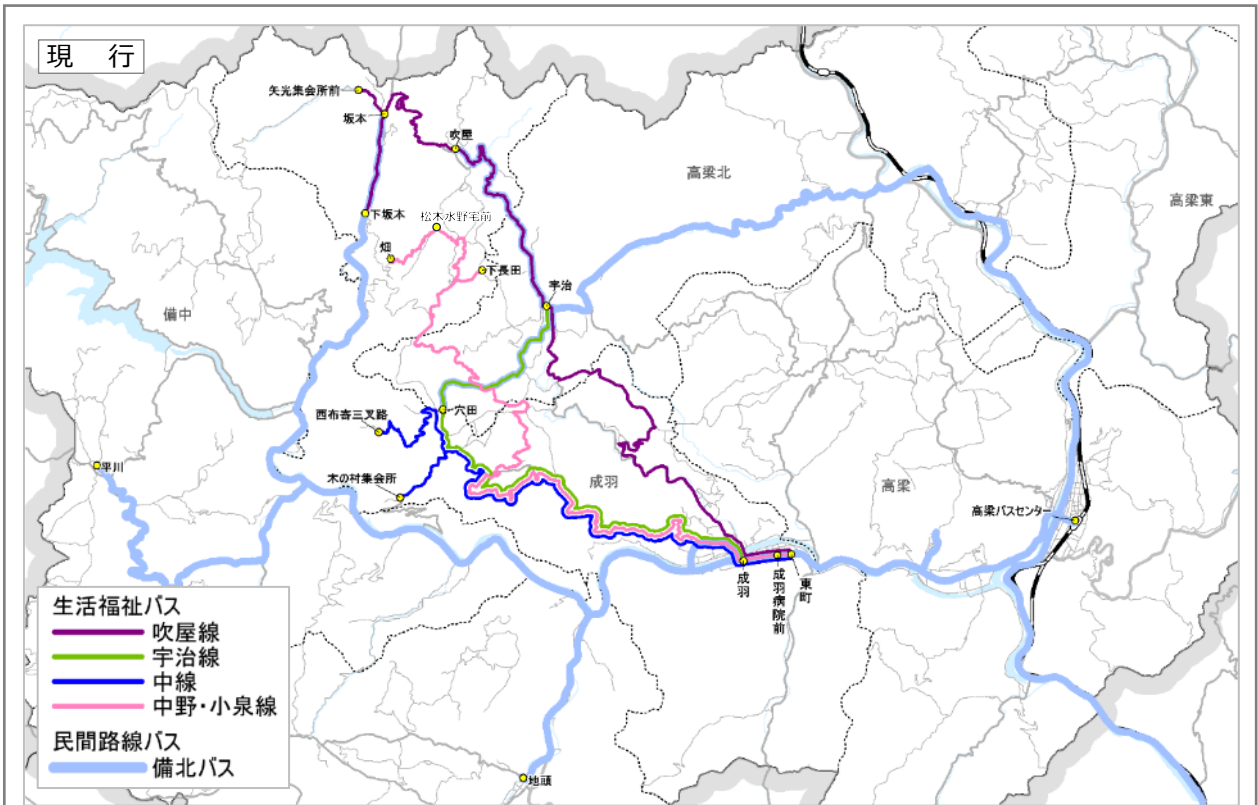 現 行
矢光集会所前
坂本
吹屋
高梁北
高梁東
下坂本
松木水野宅前
畑
下長田
宇治
備中
穴田
西布寄三叉路
平川
木の村集会所
成羽
高梁
高梁バスセンター
成羽
成羽病院前
東町
地頭
生活福祉バス
吹屋線
宇治線
中線
中野・小泉線
民間路線バス
備北バス